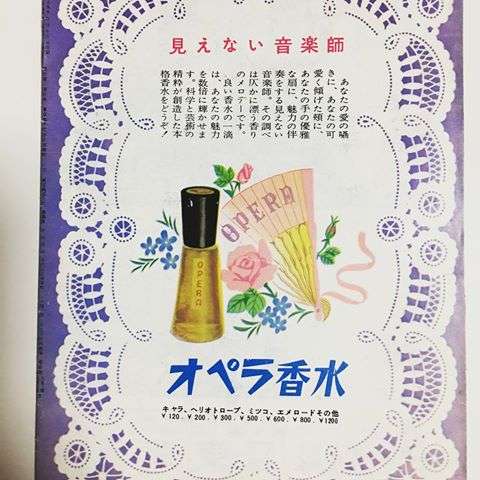 見えない音楽師
あなたの愛の囁
きに、あなたの可
愛く傾げた頬に、
あなたの手の優雅
な扇に、魅力の伴
奏をする見えない
音楽師。その調べ
は仄かに漂う香り
のメロデーです。
良い香水の一滴
は、あなたの魅力
を数倍に輝かせま
す。科学と芸術の
精粋が創造した本
格香水をどうぞ！
OPERA
OPERA
オペラ香水
キャラ、ヘリオトロープ、ミツコ、エメロードその他
¥120．¥200．¥300．¥500．¥600．¥800．¥1200